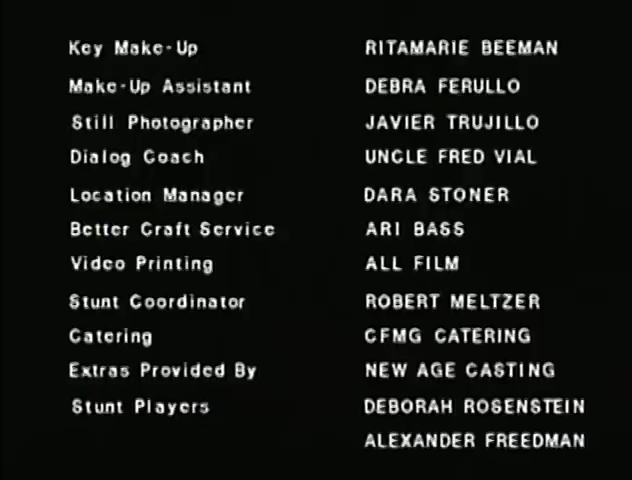 Key Make-Up RITAMARIE BEEMAN
Make-Up Assistant DEBRA FERULLO
Still Photographer JAVIER TRUJILLO
Dialog Coach UNCLE FRED VIAL
Location Manager DARA STONER
Better Craft Service ARI BASS
Video Printing ALL FILM
Stunt Coordinator ROBERT MELTZER
Catering CFMG CATERING
Extras Provided By NEW AGE CASTING
Stunt Players DEBORAH ROSENSTEIN
ALEXANDER FREEDMAN